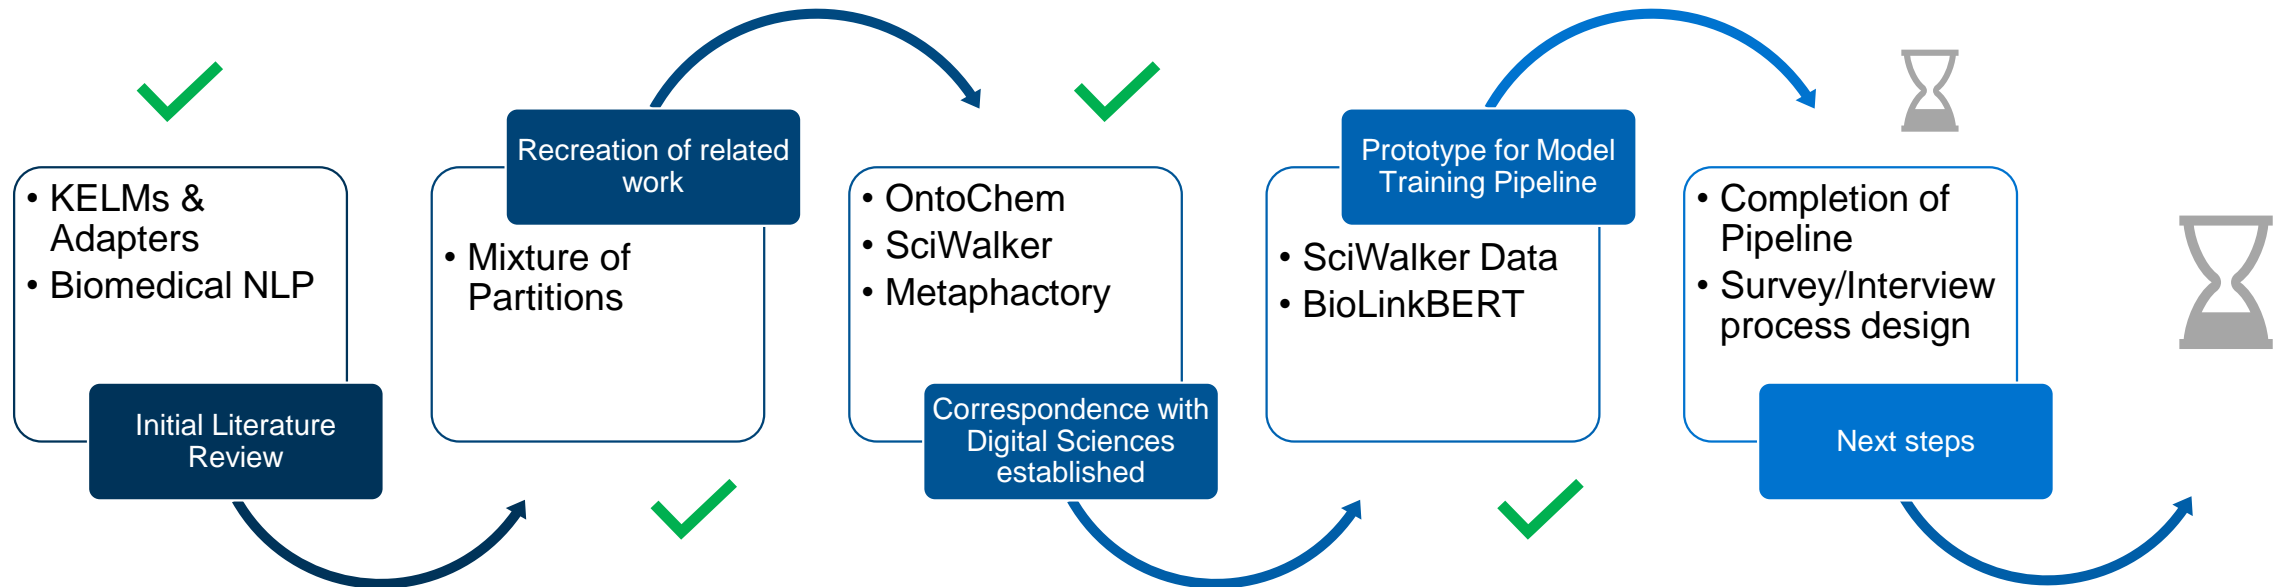 • KELMs &
Adapters
• Biomedical NLP
Initial Literature
Review
Recreation of related
work
• Mixture of
Partitions
• OntoChem
• SciWalker
• Metaphactory
Correspondence with
Digital Sciences
established
Prototype for Model
Training Pipeline
• SciWalker Data
• BioLinkBERT
• Completion of
Pipeline
• Survey/Interview
process design
Next steps